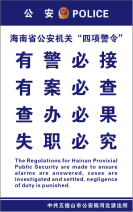 公安 POLICE
海南省公安机关“四项警令”
有警必接
有案必查
查办必果
失职必究
The Regulations for Hainan Provicial
Public Security are made to ensure
alarms are answered, cases are
investigated and settled, negligence
of duty is punished.
中共五指山市公安局河北派出所